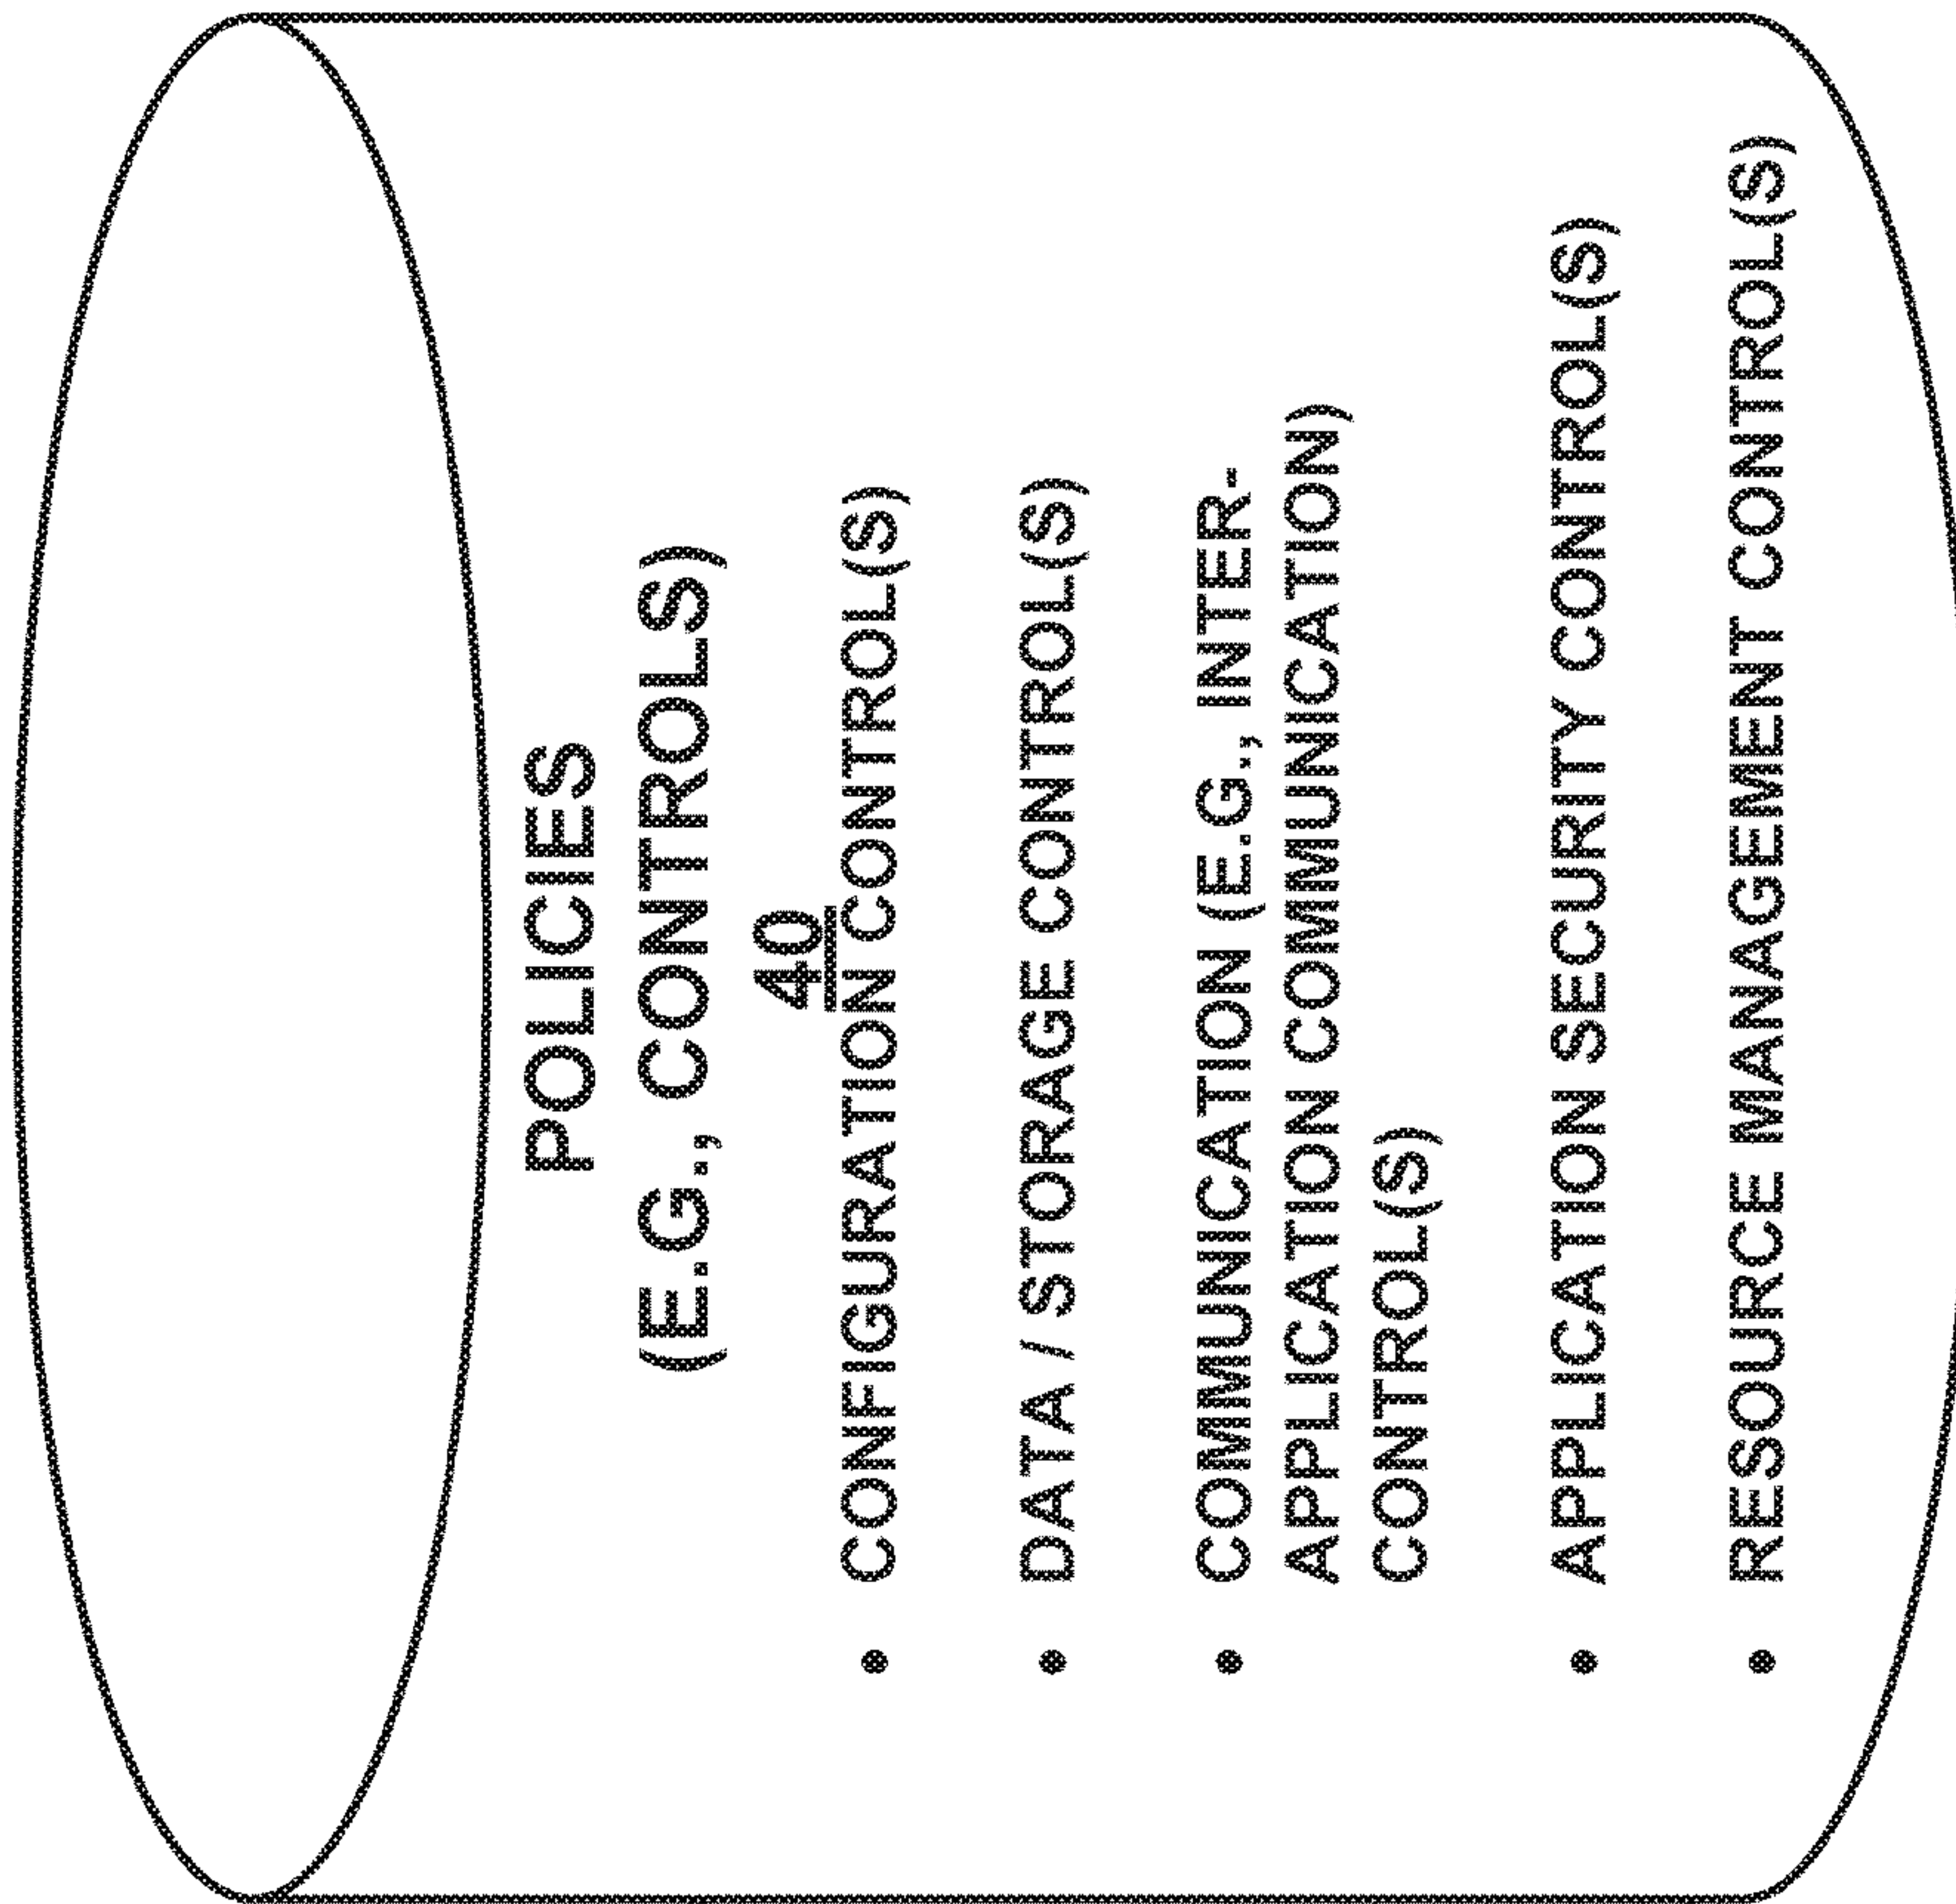 POLICIES
(E.G., CONTROLS)
40
• CONFIGURATION CONTROL(S)
• DATA / STORAGE CONTROL(S)
• COMMUNICATION (E.G., INTER-
APPLICATION COMMUNICATION)
CONTROL(S)
• APPLICATION SECURITY CONTROL(S)
• RESOURCE MANAGEMENT CONTROL(S)